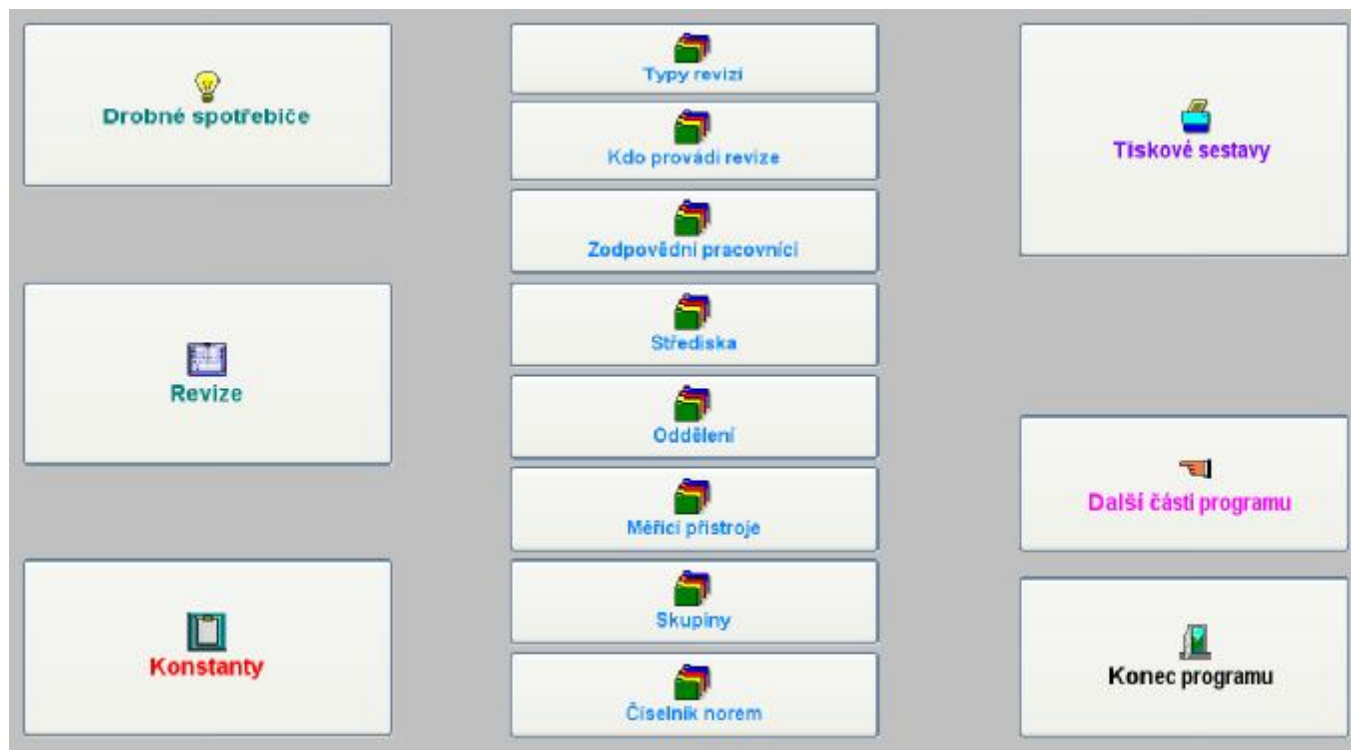 Drobné spotřebiče
Revize
Konstanty
Typy revizí
Kdo provádí revize
Zodpovědní pracovníci
Střediska
Oddělení
Měřicí přístroje
Skupiny
Číselník norem
Tiskové sestavy
Další části programu
Konec programu